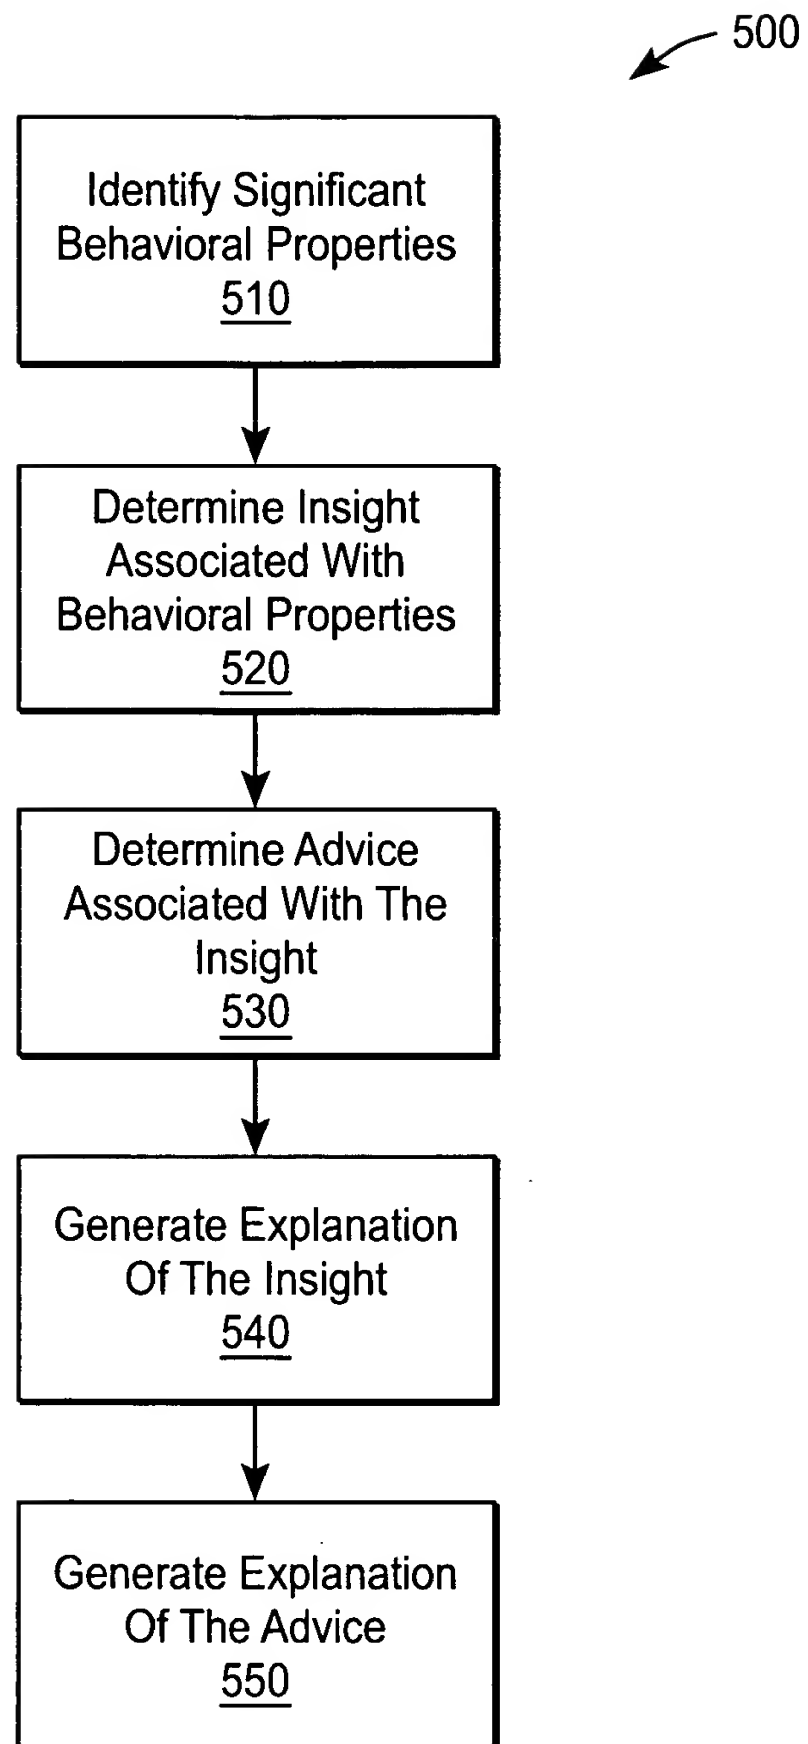 500
Identify Significant
Behavioral Properties
510
Determine Insight
Associated With
Behavioral Properties
520
Determine Advice
Associated With The
Insight
530
Generate Explanation
Of The Insight
540
Generate Explanation
Of The Advice
550